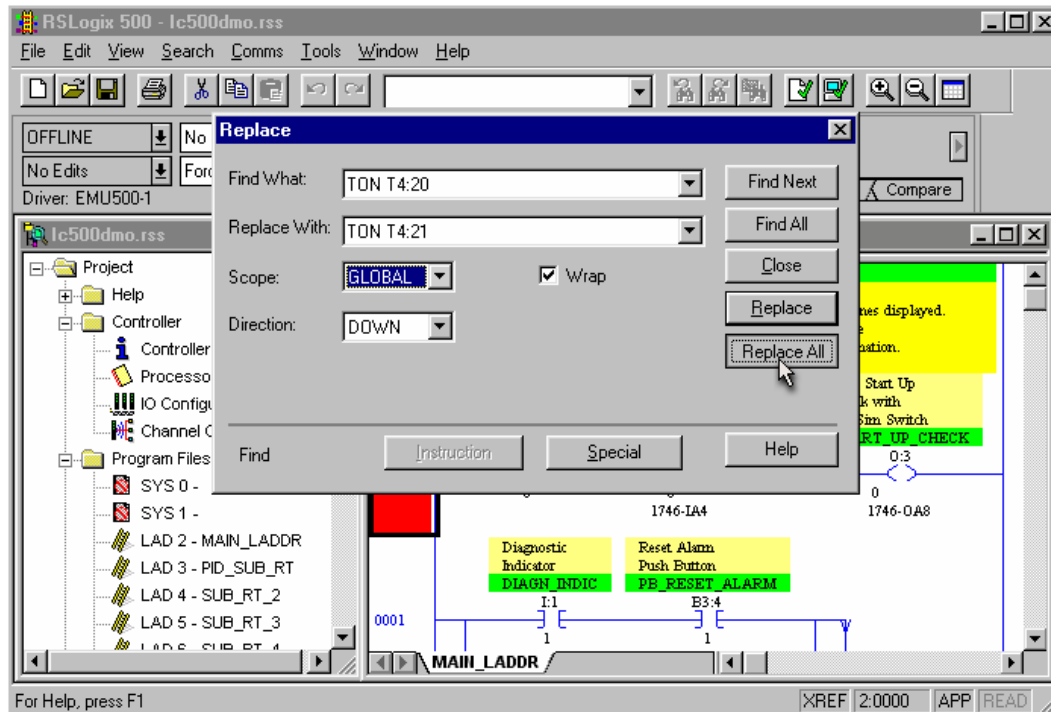 RSLogix 500 - lc500dmo.rss
File Edit View Search Comms Tools Window Help
OFFLINE No
No Edits Forc
Driver: EMU500-1
Compare
Replace
Find What: TON T4:20 Find Next
Replace With: TON T4:21 Find All
Scope: GLOBAL Wrap Close
Direction: DOWN Replace
Replace All
Find Instruction Special Help
lc500dmo.rss
Project
Help
Controller
Controller
Processo
IO Configu
Channel C
Program Files
SYS 0 -
SYS 1 -
LAD 2 - MAIN_LADDR
LAD 3 - PID_SUB_RT
LAD 4 - SUB_RT_2
LAD 5 - SUB_RT_3
LAD 6 - SUB_RT_4
nes displayed.
e
nation.
Start Up
k with
Sim Switch
RT_UP_CHECK
O:3
0
1746-IA4 1746-OA8
Diagnostic Reset Alarm
Indicator Push Button
DIAGN_INDIC PB_RESET_ALARM
I:1 B3:4
0001
1 1
MAIN_LADDR
For Help, press F1 XREF 2:0000 APP READ